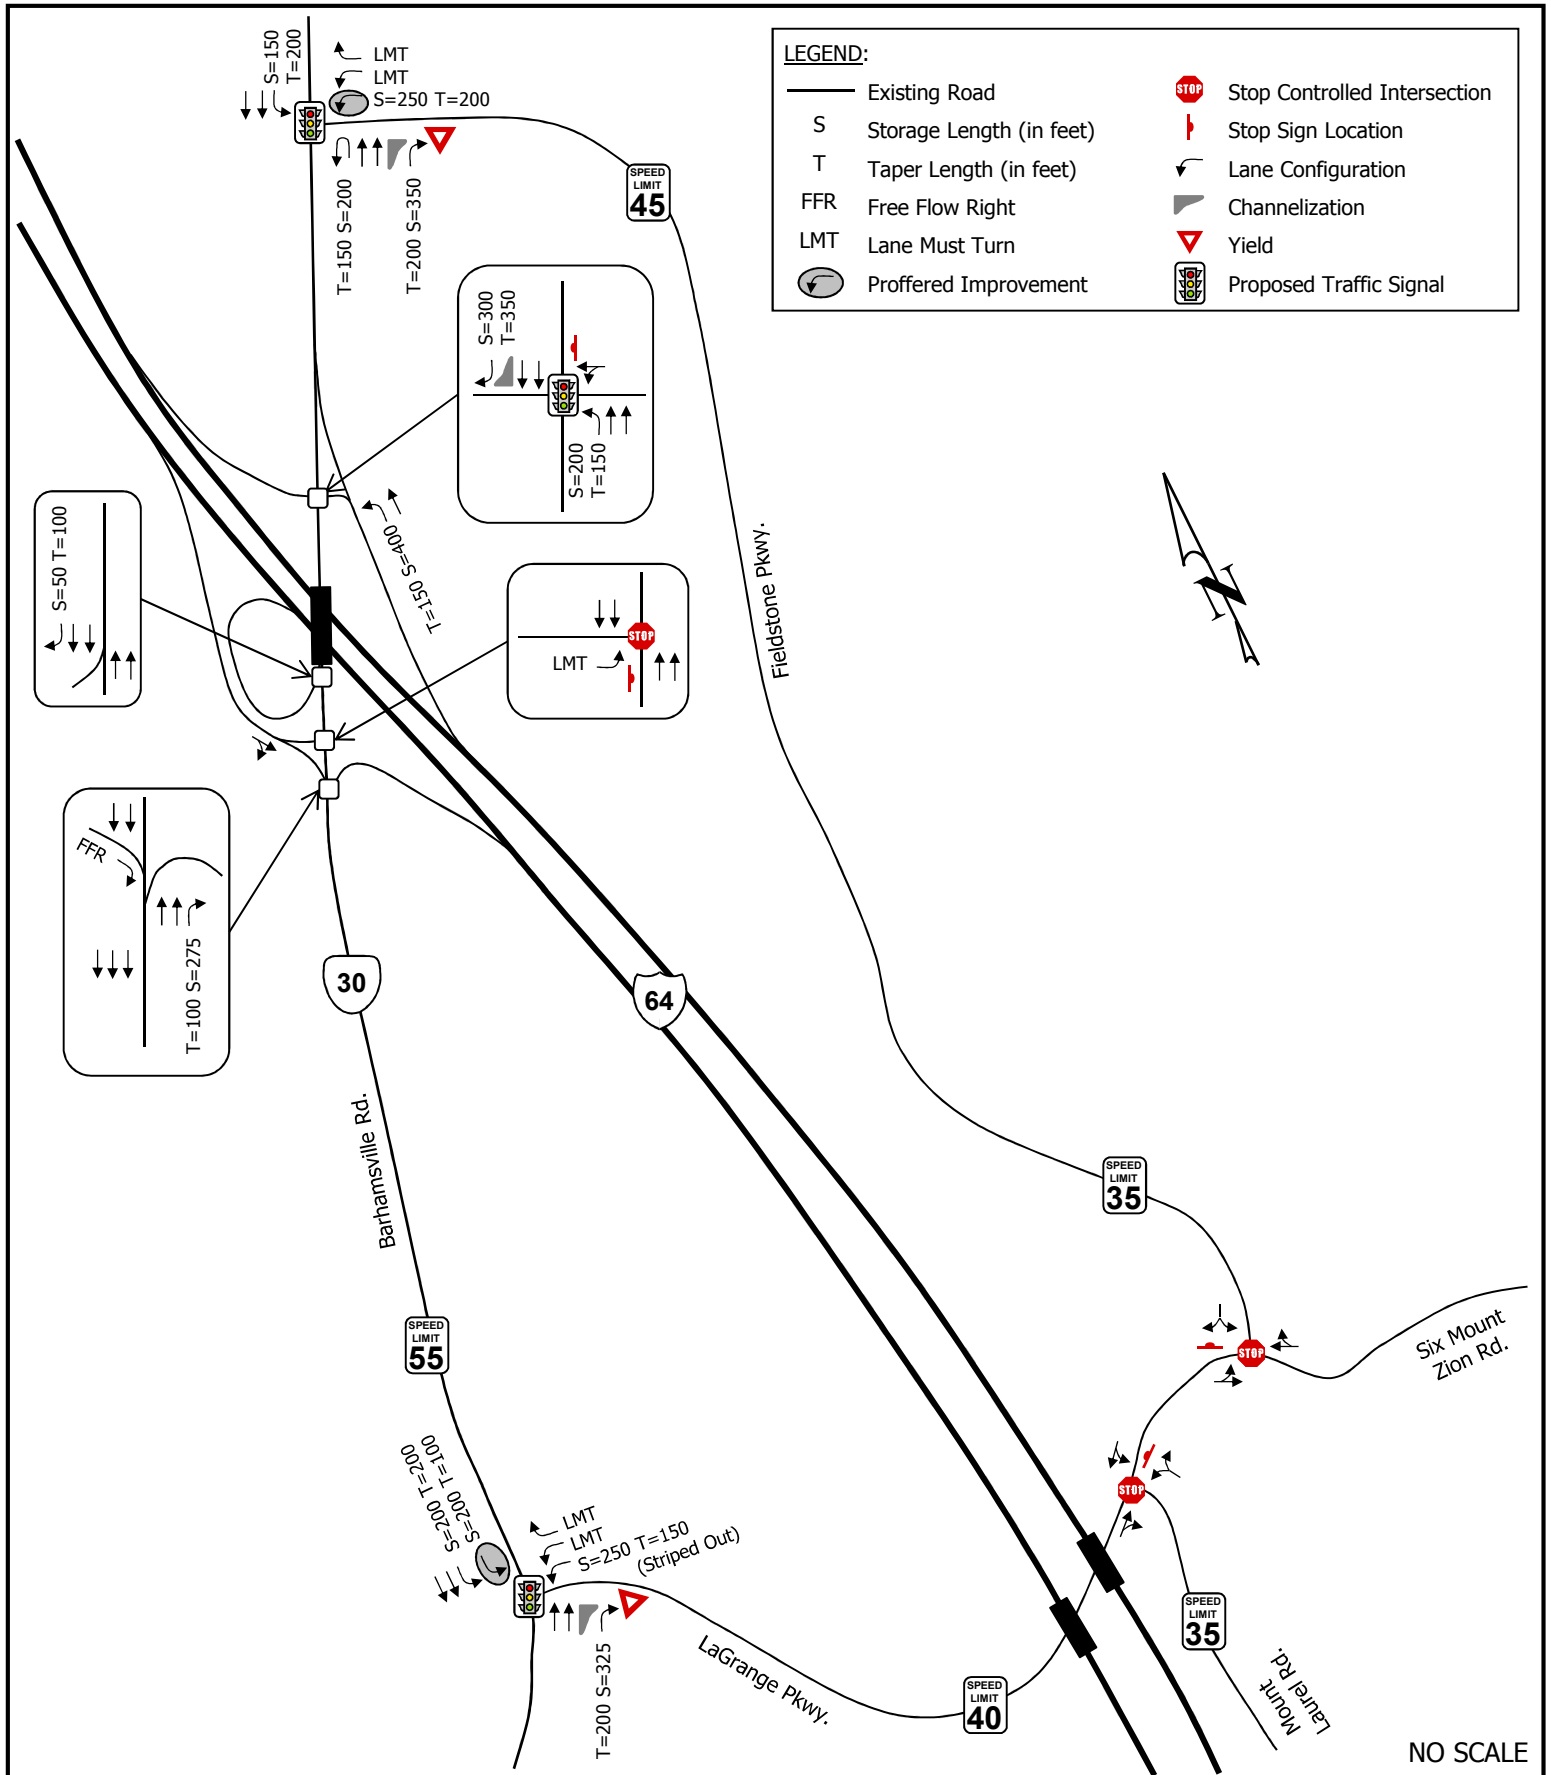 S=150
T=200
LMT
LMT
S=250 T=200
T=150 S=200
T=200 S=350
SPEED
LIMIT
45
LEGEND:
Existing Road
S
Storage Length (in feet)
T
Taper Length (in feet)
FFR
Free Flow Right
LMT
Lane Must Turn
Proffered Improvement
STOP
Stop Controlled Intersection
Stop Sign Location
Lane Configuration
Channelization
Yield
Proposed Traffic Signal
S=300
T=350
S=200
T=150
S=50 T=100
T=150 S=400
LMT
STOP
Fieldstone Pkwy.
N
FFR
T=100 S=275
30
64
Barhamsville Rd.
SPEED
LIMIT
35
SPEED
LIMIT
55
STOP
Six Mount
Zion Rd.
STOP
S=200 T=200
S=200 T=100
LMT
LMT
S=250 T=150
(Striped Out)
T=200 S=325
LaGrange Pkwy.
SPEED
LIMIT
40
SPEED
LIMIT
35
Mount
Laurel Rd.
NO SCALE